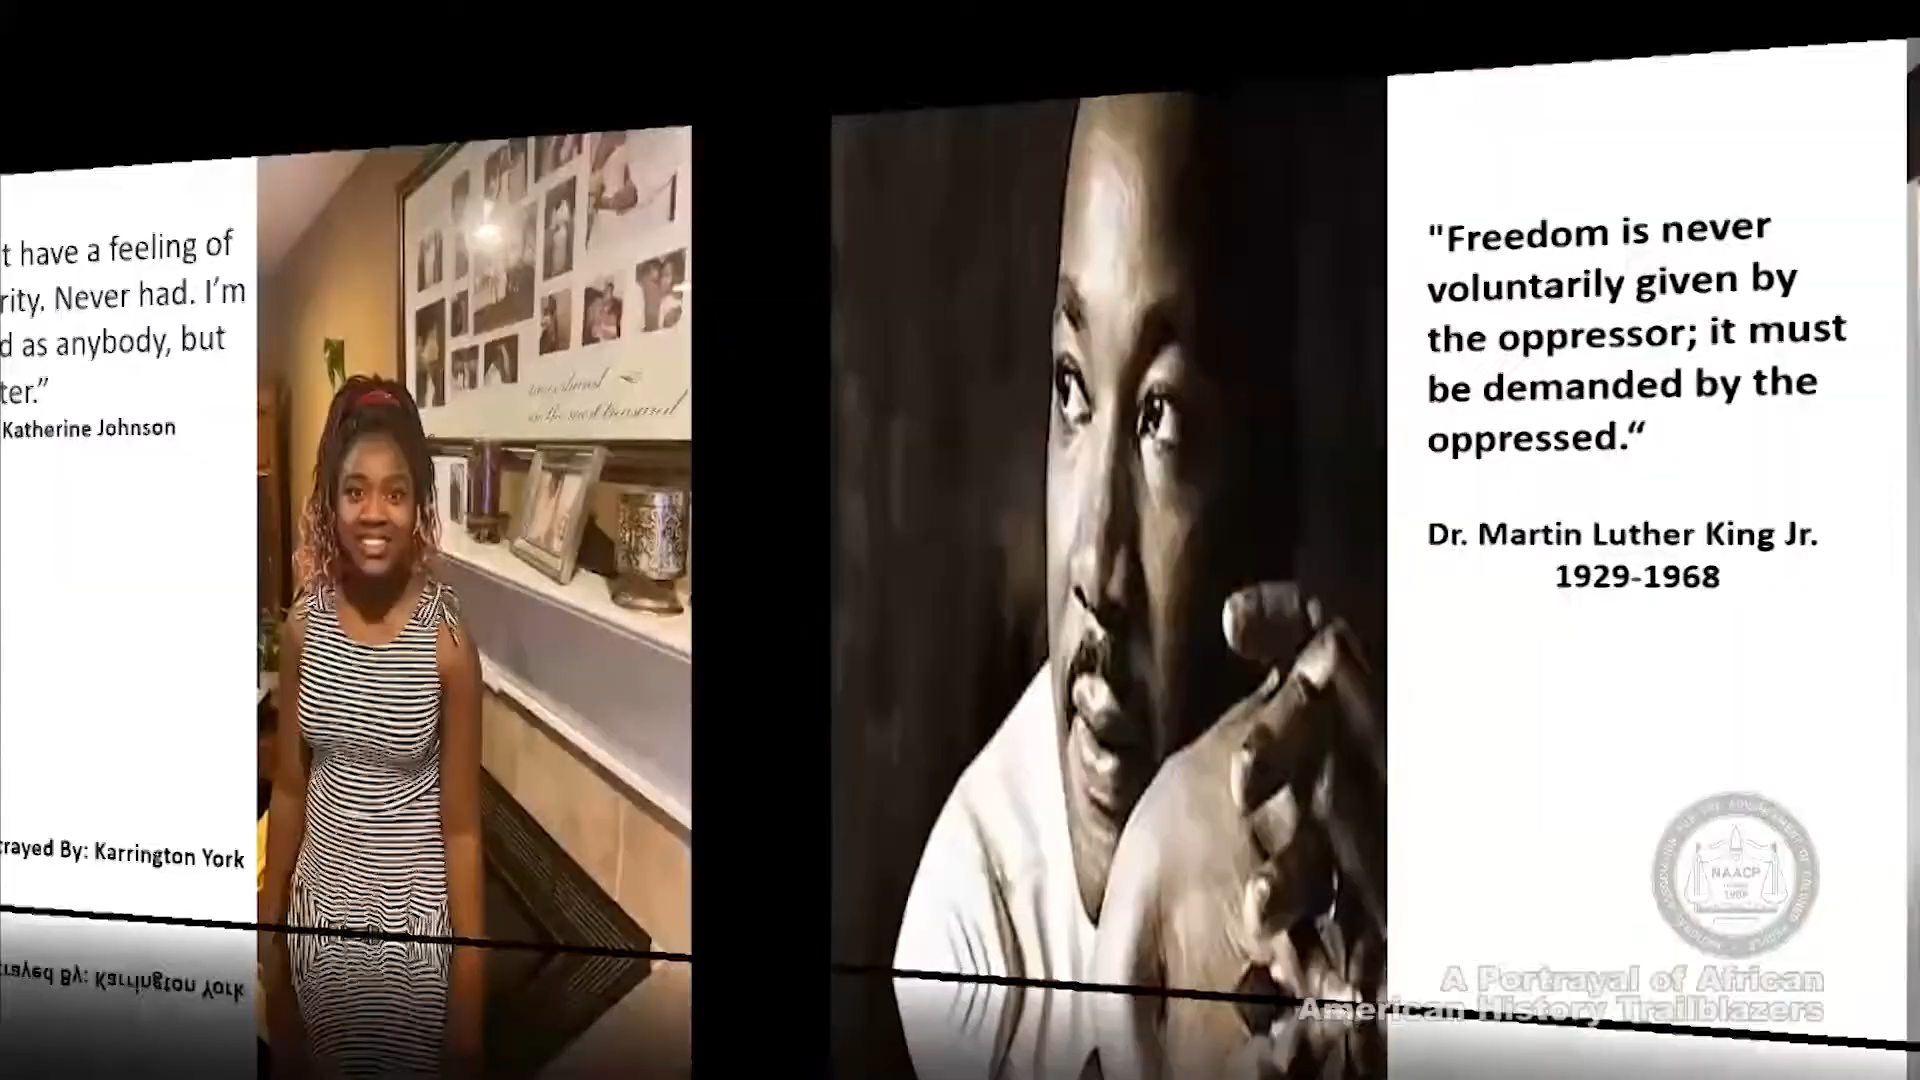 t have a feeling of
rity. Never had. I'm
d as anybody, but
ter.”
Katherine Johnson
trayed By: Karrington York
"Freedom is never
voluntarily given by
the oppressor; it must
be demanded by the
oppressed.“
Dr. Martin Luther King Jr.
1929-1968
NAACP
A Portrayal of African
American History Trailblazers